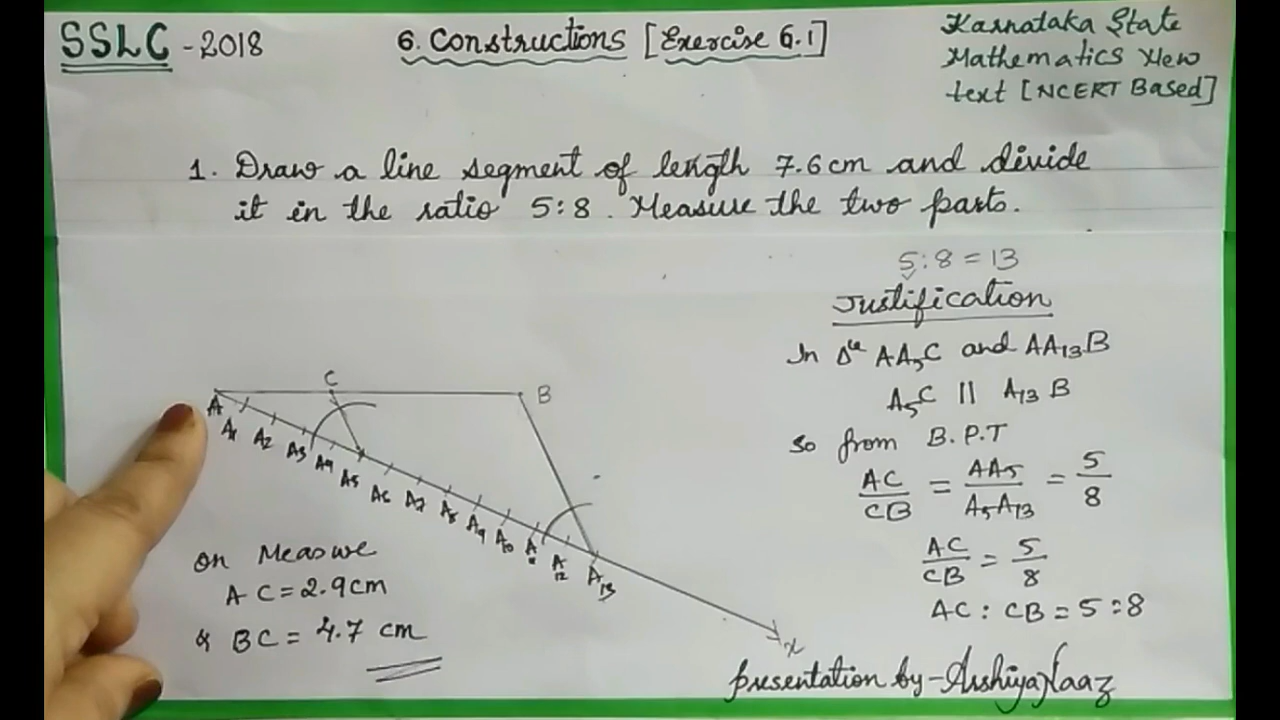 SSLC - 2018
6. Constructions [Exercise 6.1]
Karnataka State
Mathematics New
text [NCERT Based]
1. Draw a line segment of length 7.6 cm and divide
it in the ratio 5:8. Measure the two parts.
5:8 = 13
Justification
In Δle AA5C and AA13B
A5C || A13 B
So from B.P.T
AC/CB = AA5/A5A13 = 5/8
AC/CB = 5/8
AC : CB = 5:8
C
B
A
A1
A2
A3
A4
A5
A6
A7
A8
A9
A10
A11
A12
A13
X
on Measure
AC = 2.9cm
& BC = 4.7 cm
presentation by - Arshiya Naaz